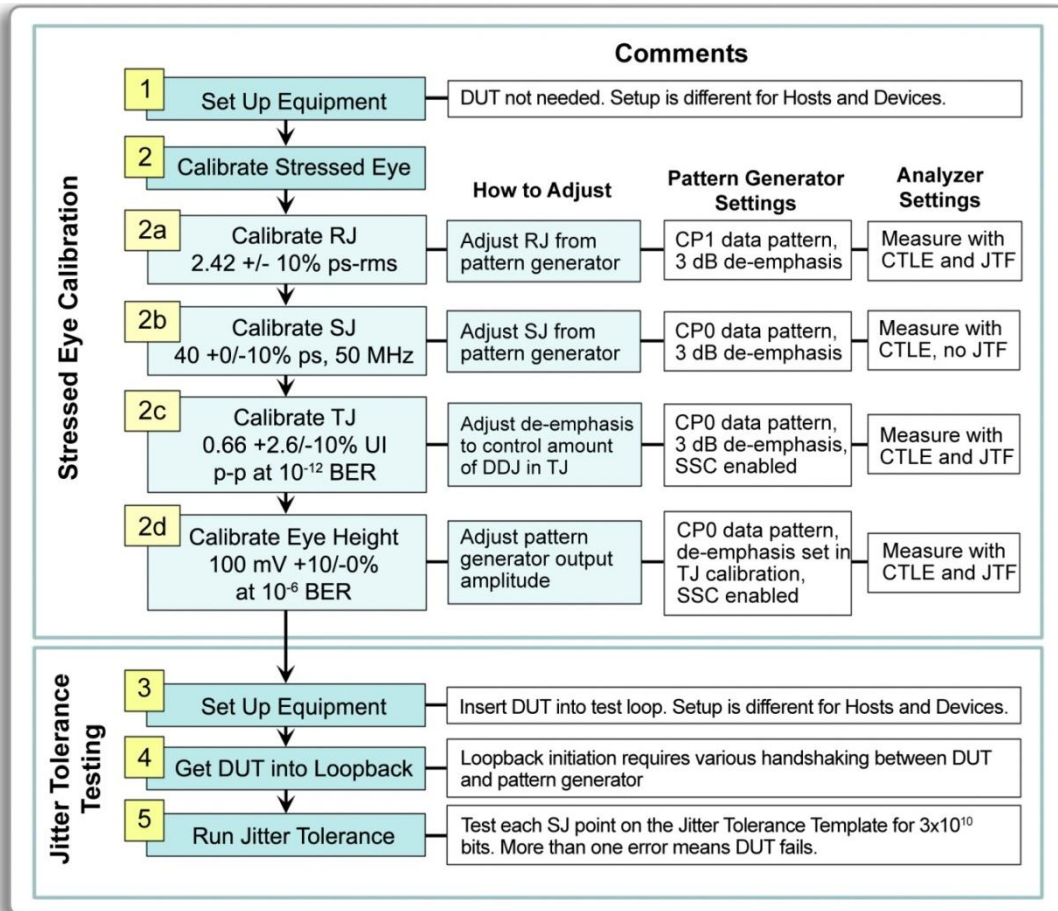 Stressed Eye Calibration
Comments
1
Set Up Equipment
DUT not needed. Setup is different for Hosts and Devices.
2
Calibrate Stressed Eye
How to Adjust
Pattern Generator
Settings
Analyzer
Settings
2a
Calibrate RJ
2.42 +/- 10% ps-rms
Adjust RJ from
pattern generator
CP1 data pattern,
3 dB de-emphasis
Measure with
CTLE and JTF
2b
Calibrate SJ
40 +0/-10% ps, 50 MHz
Adjust SJ from
pattern generator
CP0 data pattern,
3 dB de-emphasis
Measure with
CTLE, no JTF
2c
Calibrate TJ
0.66 +2.6/-10% UI
p-p at 10⁻¹² BER
Adjust de-emphasis
to control amount
of DDJ in TJ
CP0 data pattern,
3 dB de-emphasis,
SSC enabled
Measure with
CTLE and JTF
2d
Calibrate Eye Height
100 mV +10/-0%
at 10⁻⁶ BER
Adjust pattern
generator output
amplitude
CP0 data pattern,
de-emphasis set in
TJ calibration,
SSC enabled
Measure with
CTLE and JTF
Jitter Tolerance
Testing
3
Set Up Equipment
Insert DUT into test loop. Setup is different for Hosts and Devices.
4
Get DUT into Loopback
Loopback initiation requires various handshaking between DUT
and pattern generator
5
Run Jitter Tolerance
Test each SJ point on the Jitter Tolerance Template for 3x10¹⁰
bits. More than one error means DUT fails.